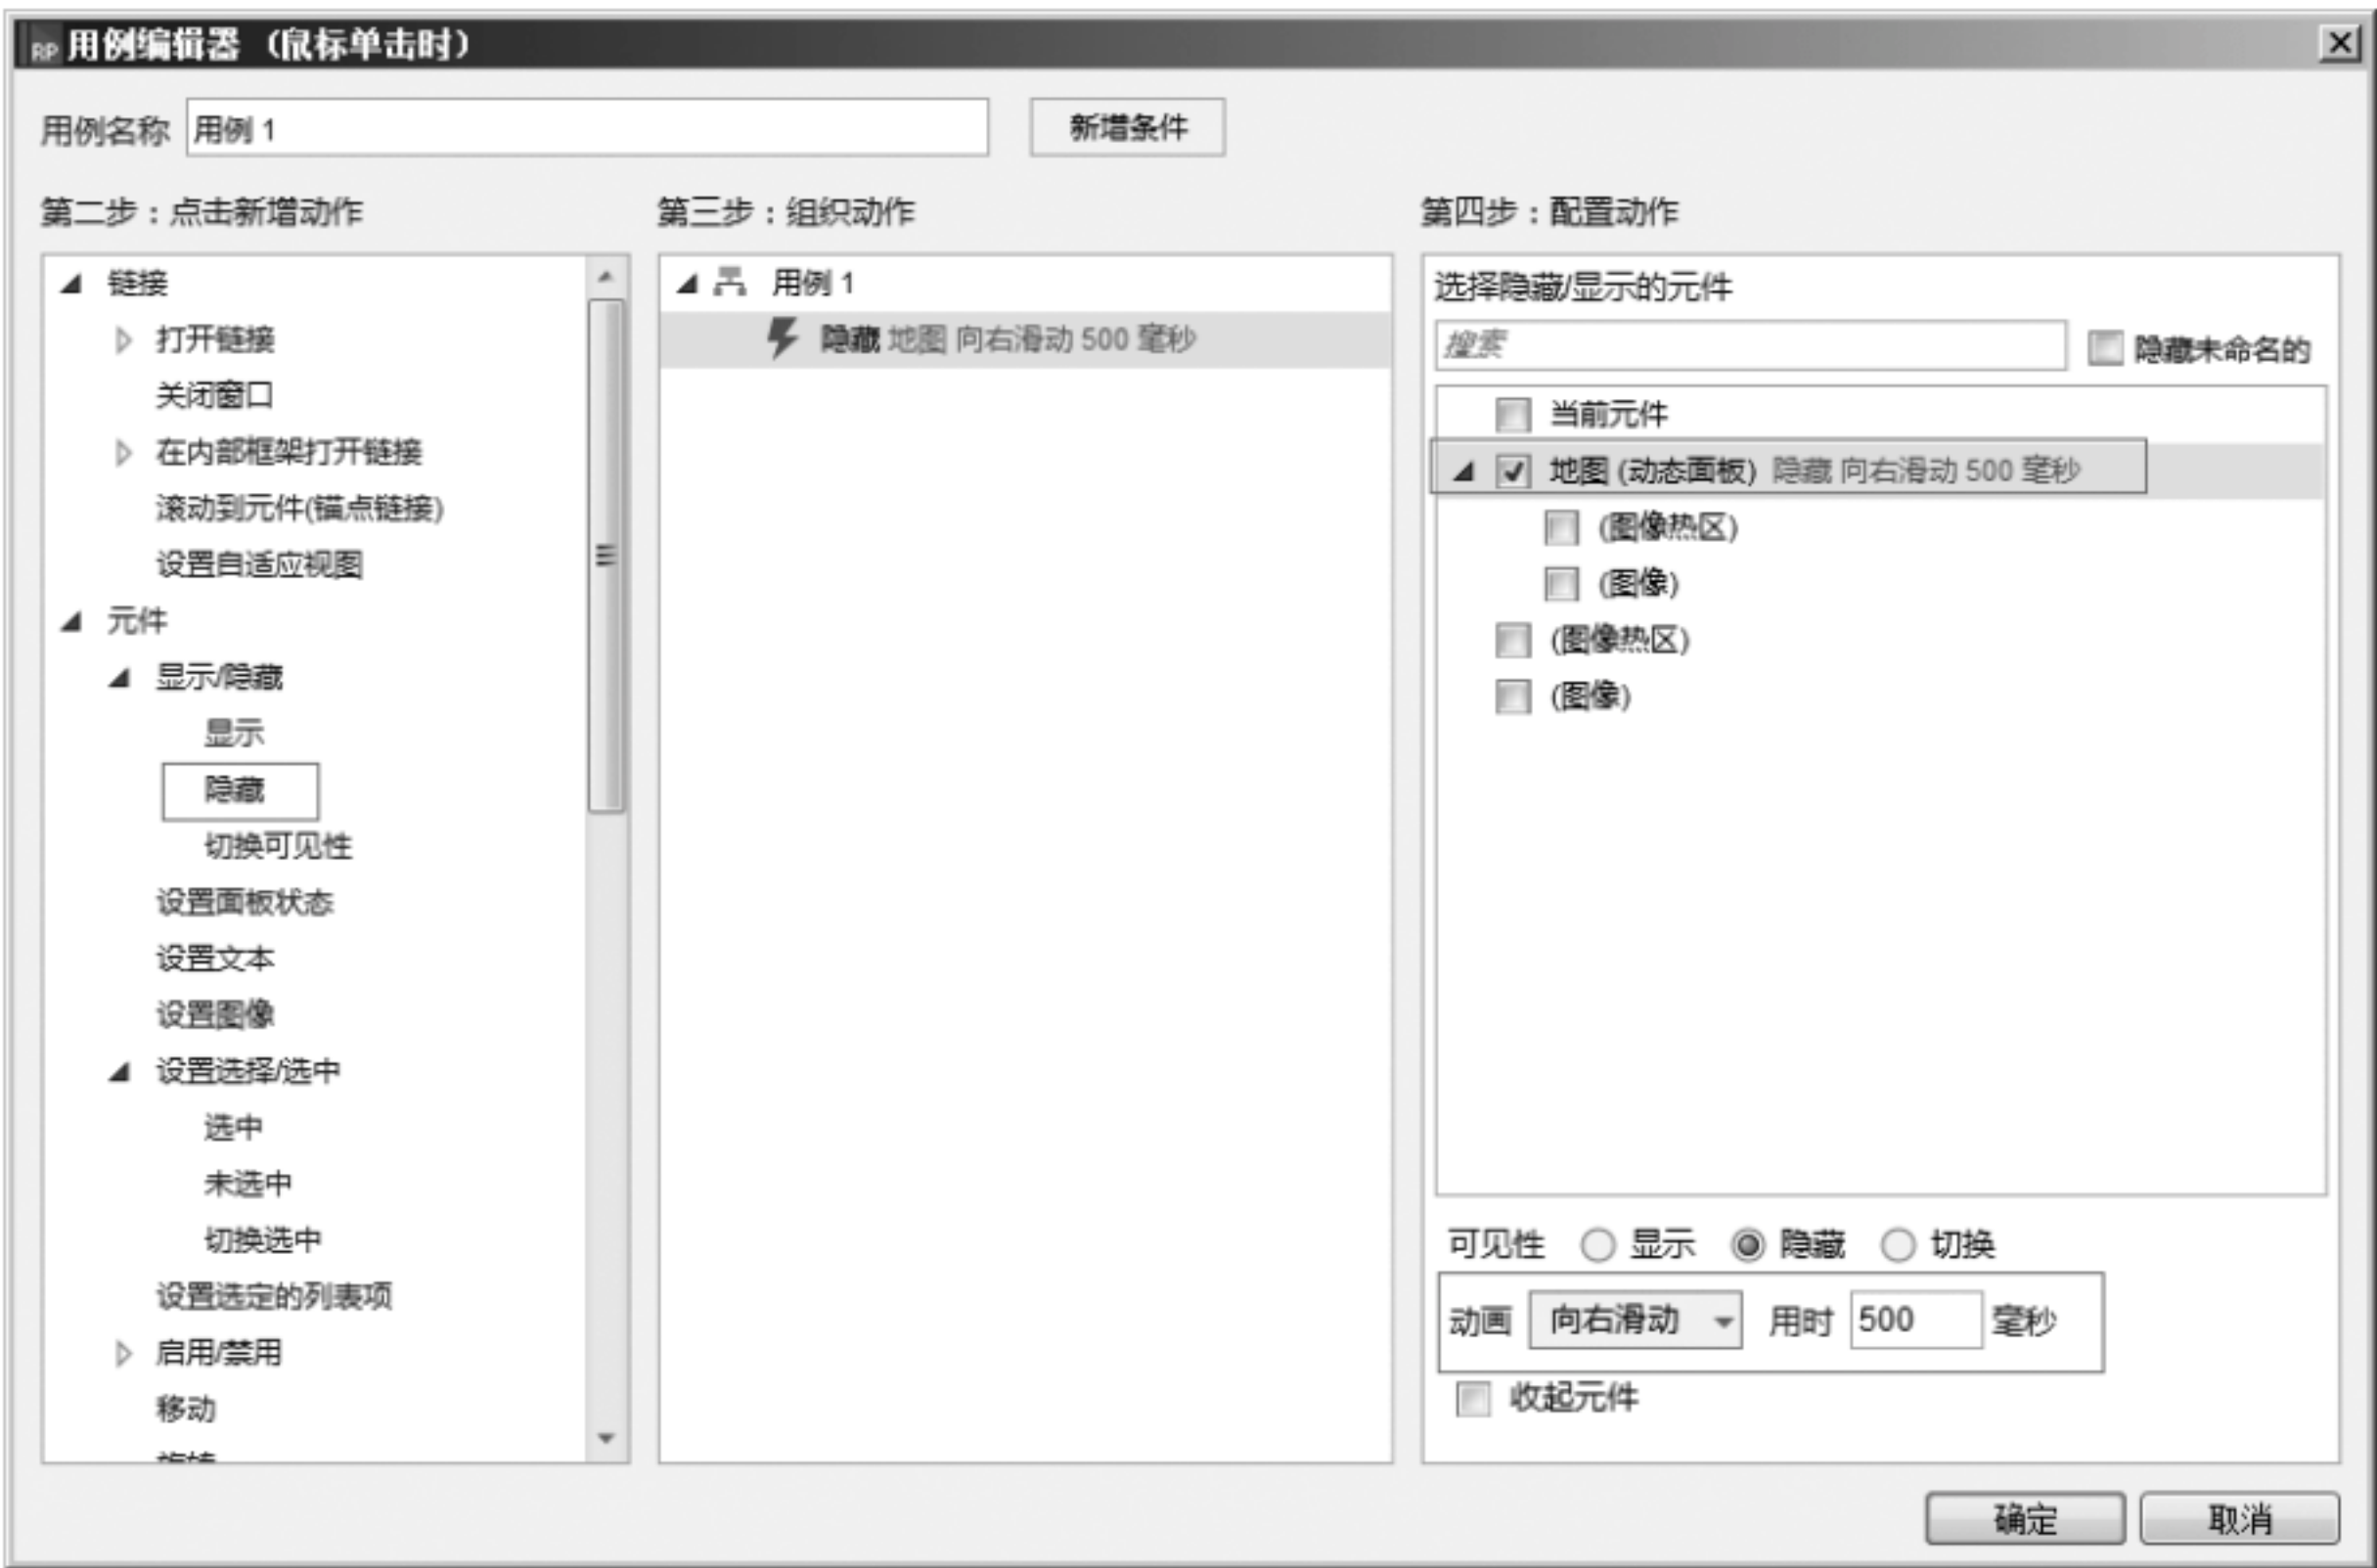 RP 用例编辑器 (鼠标单击时)
用例名称 用例 1 新增条件
第二步：点击新增动作
链接
打开链接
关闭窗口
在内部框架打开链接
滚动到元件(锚点链接)
设置自适应视图
元件
显示/隐藏
显示
隐藏
切换可见性
设置面板状态
设置文本
设置图像
设置选择/选中
选中
未选中
切换选中
设置选定的列表项
启用/禁用
移动
第三步：组织动作
用例 1
隐藏 地图 向右滑动 500 毫秒
第四步：配置动作
选择隐藏/显示的元件
搜索 隐藏未命名的
当前元件
地图 (动态面板) 隐藏 向右滑动 500 毫秒
(图像热区)
(图像)
(图像热区)
(图像)
可见性 显示 隐藏 切换
动画 向右滑动 用时 500 毫秒
收起元件
确定 取消